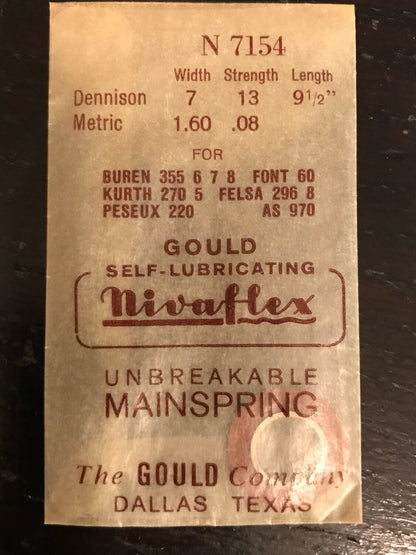 N 7154
Width Strength Length
Dennison 7 13 9 1/2"
Metric 1.60 .08
FOR
BUREN 355 6 7 8 FONT 60
KURTH 270 5 FELSA 296 8
PESEUX 220 AS 970
GOULD
SELF-LUBRICATING
Nivaflex
UNBREAKABLE
MAINSPRING
The GOULD Company
DALLAS TEXAS